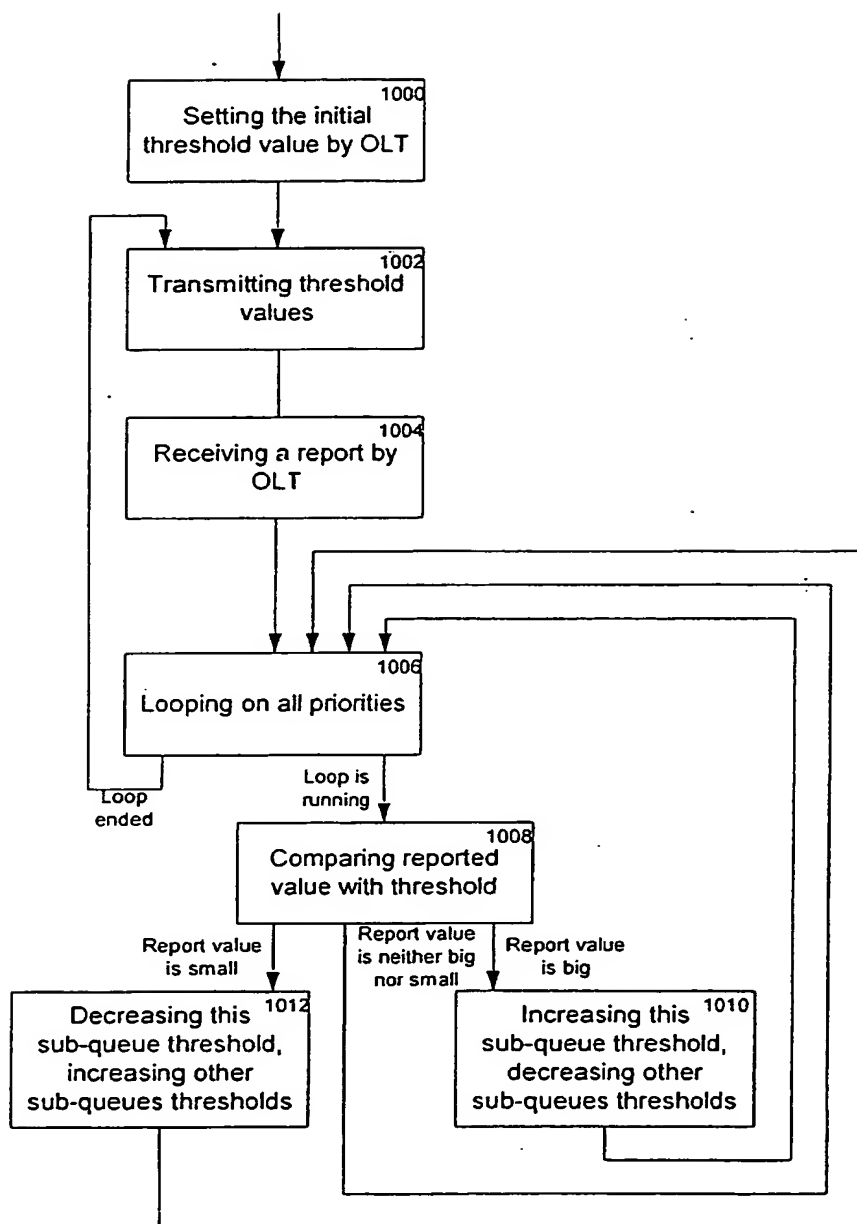 1000
Setting the initial
threshold value by OLT
1002
Transmitting threshold
values
1004
Receiving a report by
OLT
1006
Looping on all priorities
Loop
ended
Loop is
running
1008
Comparing reported
value with threshold
Report value
is small
Report value
is neither big
nor small
Report value
is big
1012
Decreasing this
sub-queue threshold,
increasing other
sub-queues thresholds
1010
Increasing this
sub-queue threshold,
decreasing other
sub-queues thresholds